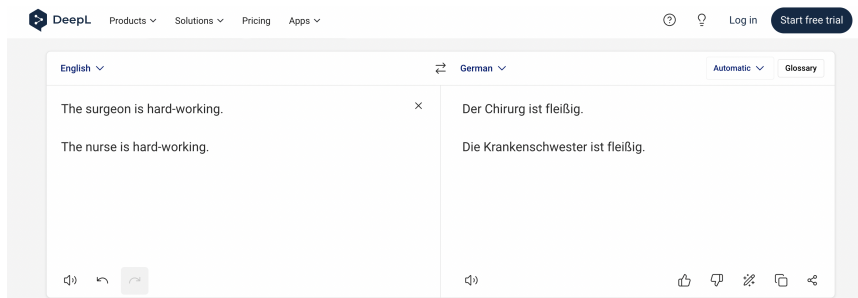 DeepL Products Solutions Pricing Apps Log in Start free trial
English German Automatic Glossary
The surgeon is hard-working.
The nurse is hard-working.
Der Chirurg ist fleißig.
Die Krankenschwester ist fleißig.